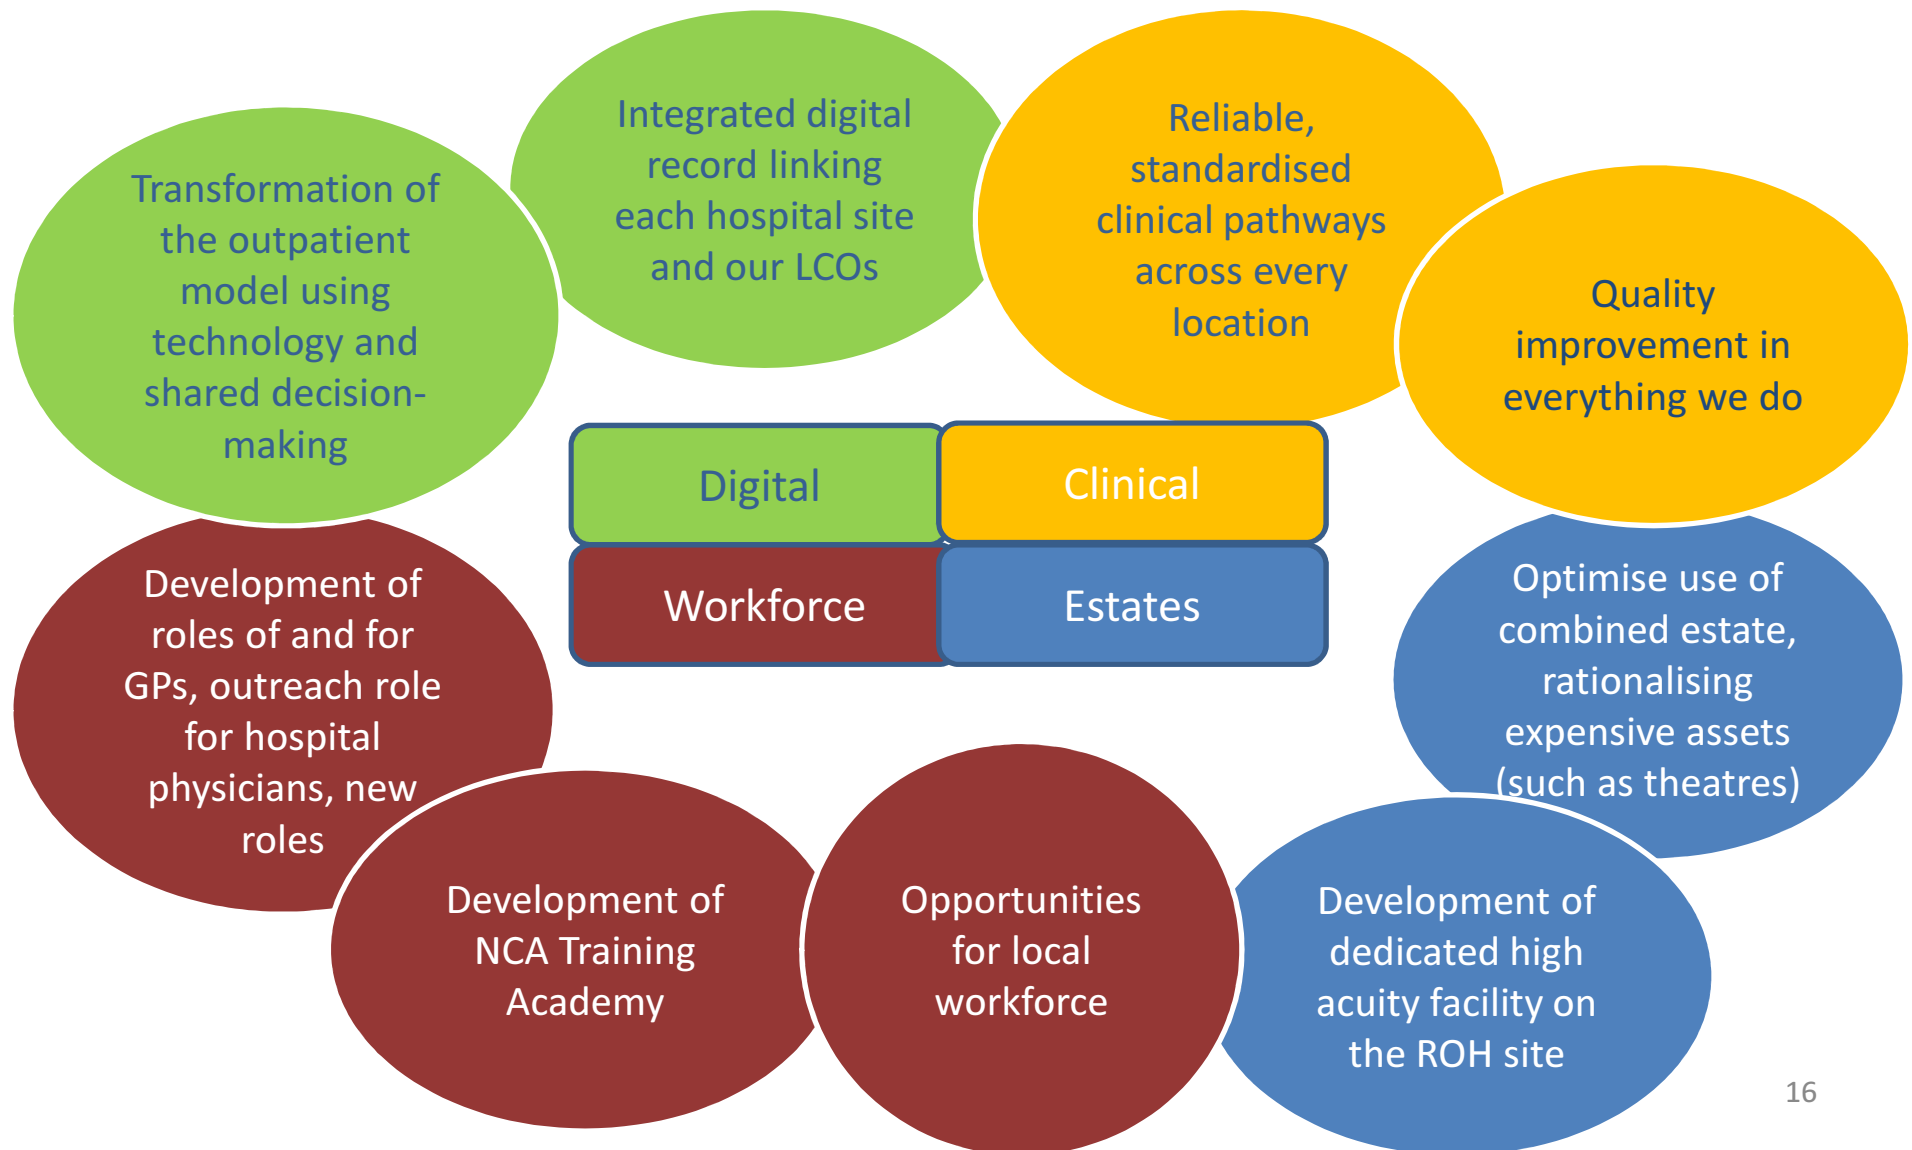 Transformation of
the outpatient
model using
technology and
shared decision-
making
Integrated digital
record linking
each hospital site
and our LCOs
Reliable,
standardised
clinical pathways
across every
location
Quality
improvement in
everything we do
Digital
Clinical
Workforce
Estates
Development of
roles of and for
GPs, outreach role
for hospital
physicians, new
roles
Optimise use of
combined estate,
rationalising
expensive assets
(such as theatres)
Development of
NCA Training
Academy
Opportunities
for local
workforce
Development of
dedicated high
acuity facility on
the ROH site
16